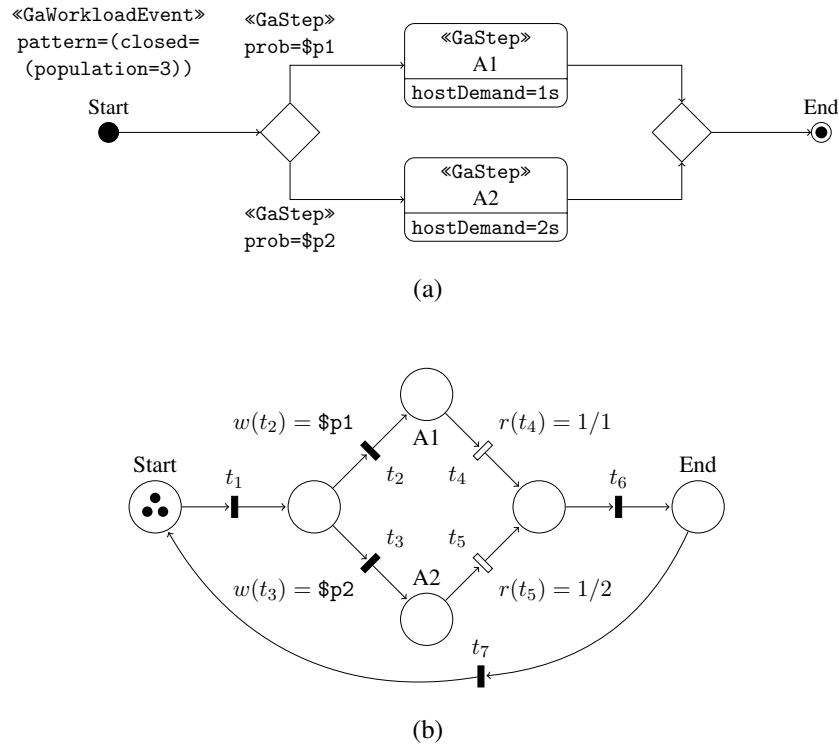 «GaWorkloadEvent»
pattern=(closed=
(population=3))
Start
«GaStep»
prob=$p1
«GaStep»
A1
hostDemand=1s
End
«GaStep»
A2
hostDemand=2s
«GaStep»
prob=$p2
(a)
w(t2) = $p1
A1
r(t4) = 1/1
Start
t1
t2
t4
t6
End
t3
t5
A2
w(t3) = $p2
r(t5) = 1/2
t7
(b)